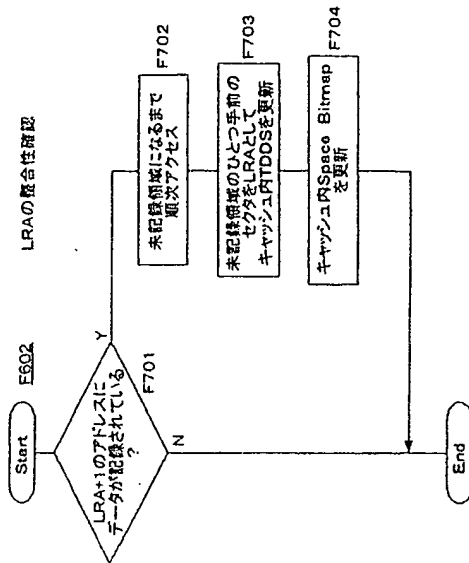 LRAの整合性確認
F602
Start
LRA+1のアドレスに
データが記録されている
?
F701
Y
N
未記録領域になるまで
順次アクセス
F702
未記録領域のひとつ手前の
セクタをLRAとして
キャッシュ内TDDSを更新
F703
キャッシュ内Space Bitmap
を更新
F704
End